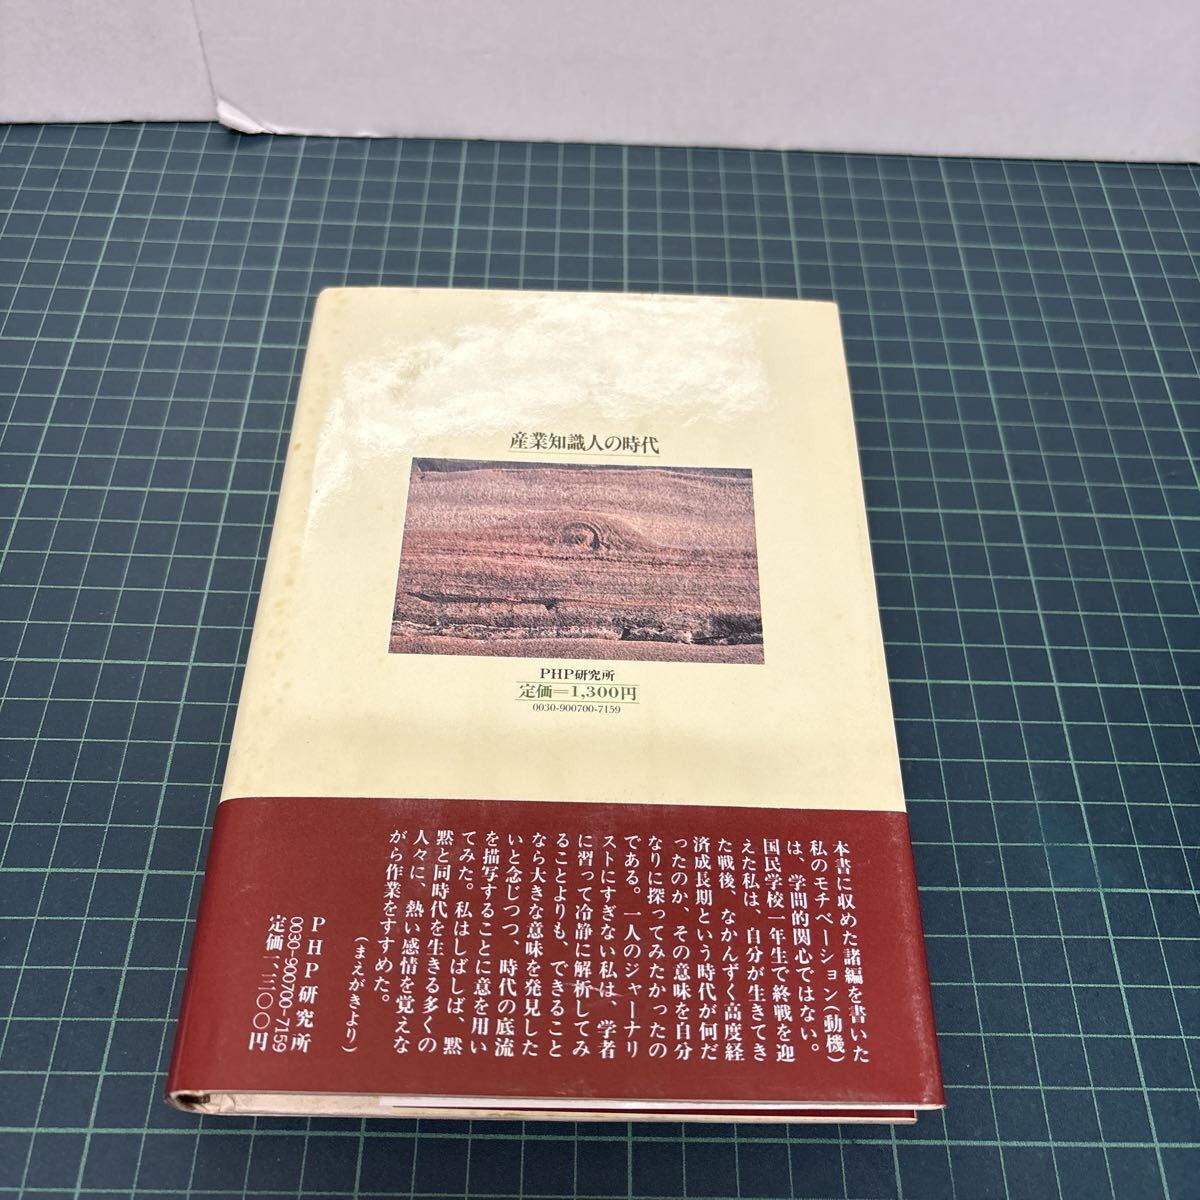 産業知識人の時代
PHP研究所
定価＝1,300円
0030-900700-7159
本書に収めた諸編を書いた
私のモチベーション(動機)
は、学問的関心ではない。
国民学校一年生で終戦を迎
えた私は、自分が生きてき
た戦後、なかんずく高度経
済成長期という時代が何だ
ったのか、その意味を自分
なりに探ってみたかったの
である。一人のジャーナリ
ストにすぎない私は、学者
に習って冷静に解析してみ
ることよりも、できること
なら大きな意味を発見した
いと念じつつ、時代の底流
を描写することに意を用い
てみた。私はしばしば、黙
黙と同時代を生きる多くの
人々に、熱い感情を覚えな
がら作業をすすめた。
(まえがきより)
PHP研究所
0030-900700-7159
定価一、三〇〇円